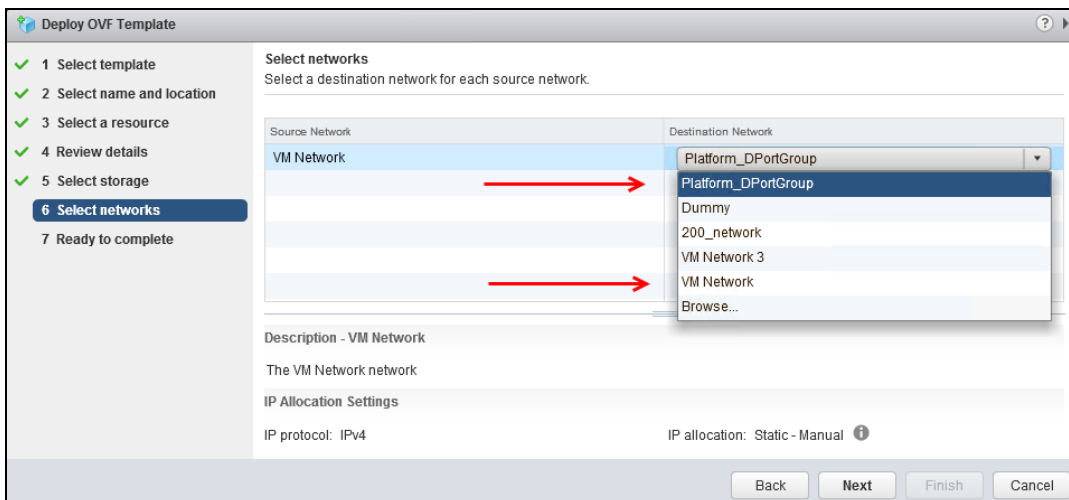 Deploy OVF Template
1 Select template
2 Select name and location
3 Select a resource
4 Review details
5 Select storage
6 Select networks
7 Ready to complete
Select networks
Select a destination network for each source network.
Source Network Destination Network
VM Network Platform_DPortGroup
Platform_DPortGroup
Dummy
200_network
VM Network 3
VM Network
Browse...
Description - VM Network
The VM Network network
IP Allocation Settings
IP protocol: IPv4 IP allocation: Static - Manual
Back Next Finish Cancel